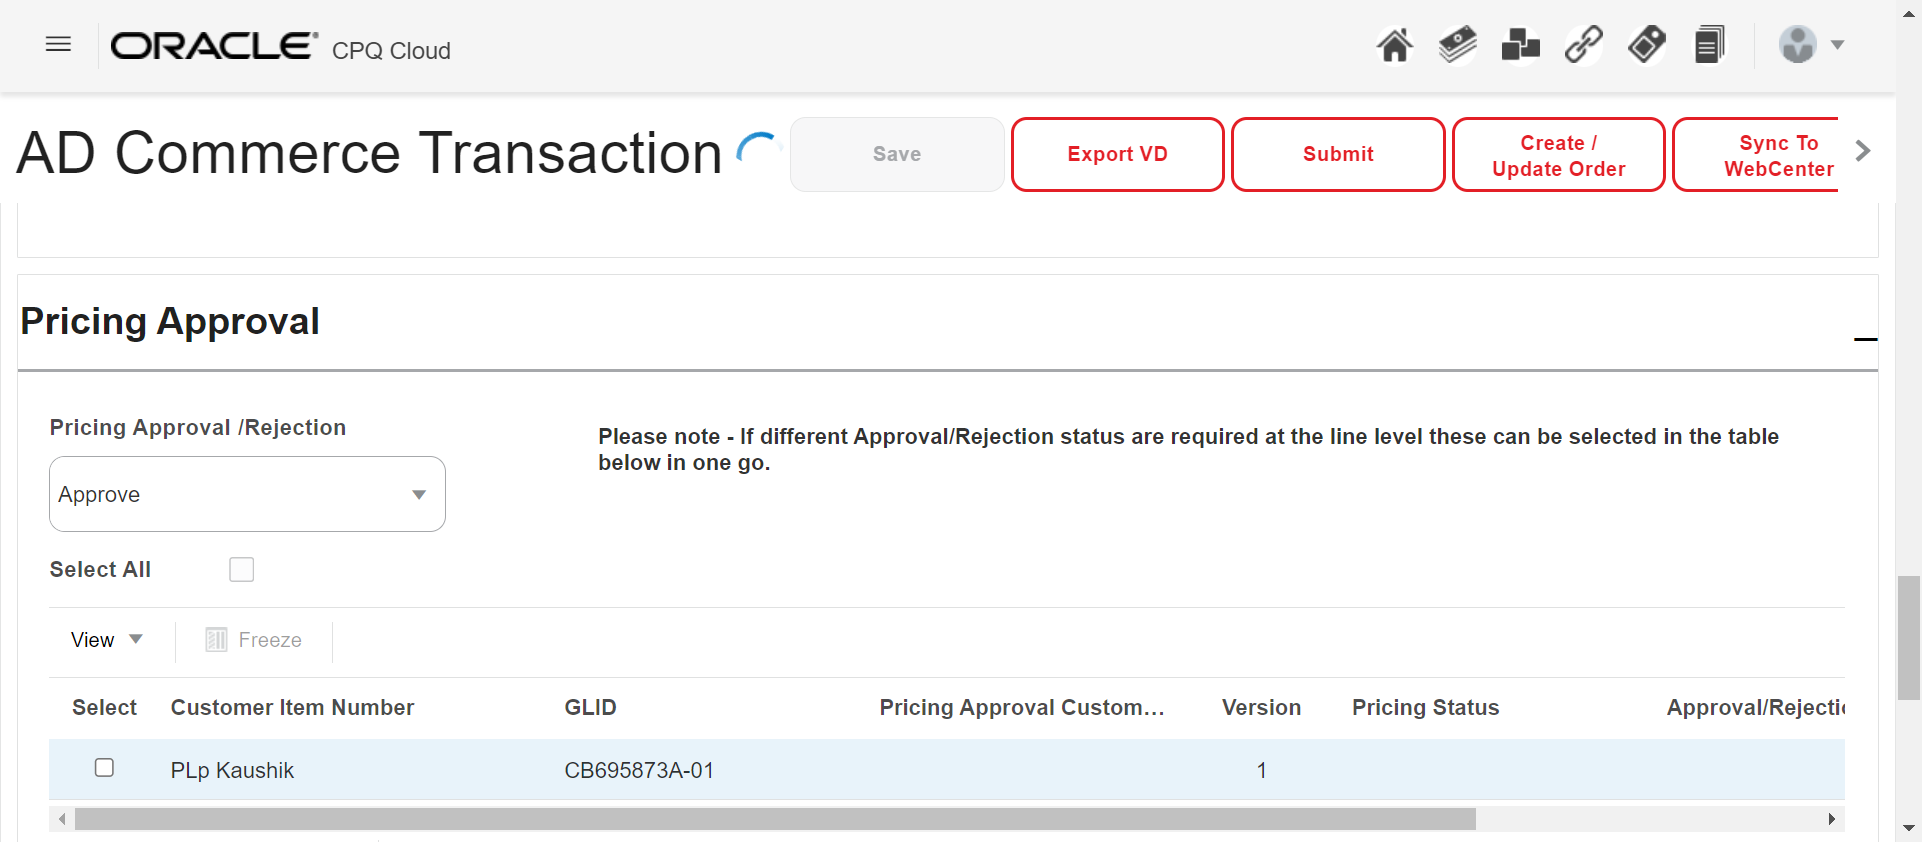 ORACLE® CPQ Cloud
AD Commerce Transaction
Save
Export VD
Submit
Create /
Update Order
Sync To
WebCenter
Pricing Approval
Pricing Approval /Rejection
Please note - If different Approval/Rejection status are required at the line level these can be selected in the table
below in one go.
Approve
Select All
View
Freeze
Select Customer Item Number GLID Pricing Approval Custom... Version Pricing Status Approval/Rejectio
PLp Kaushik CB695873A-01 1